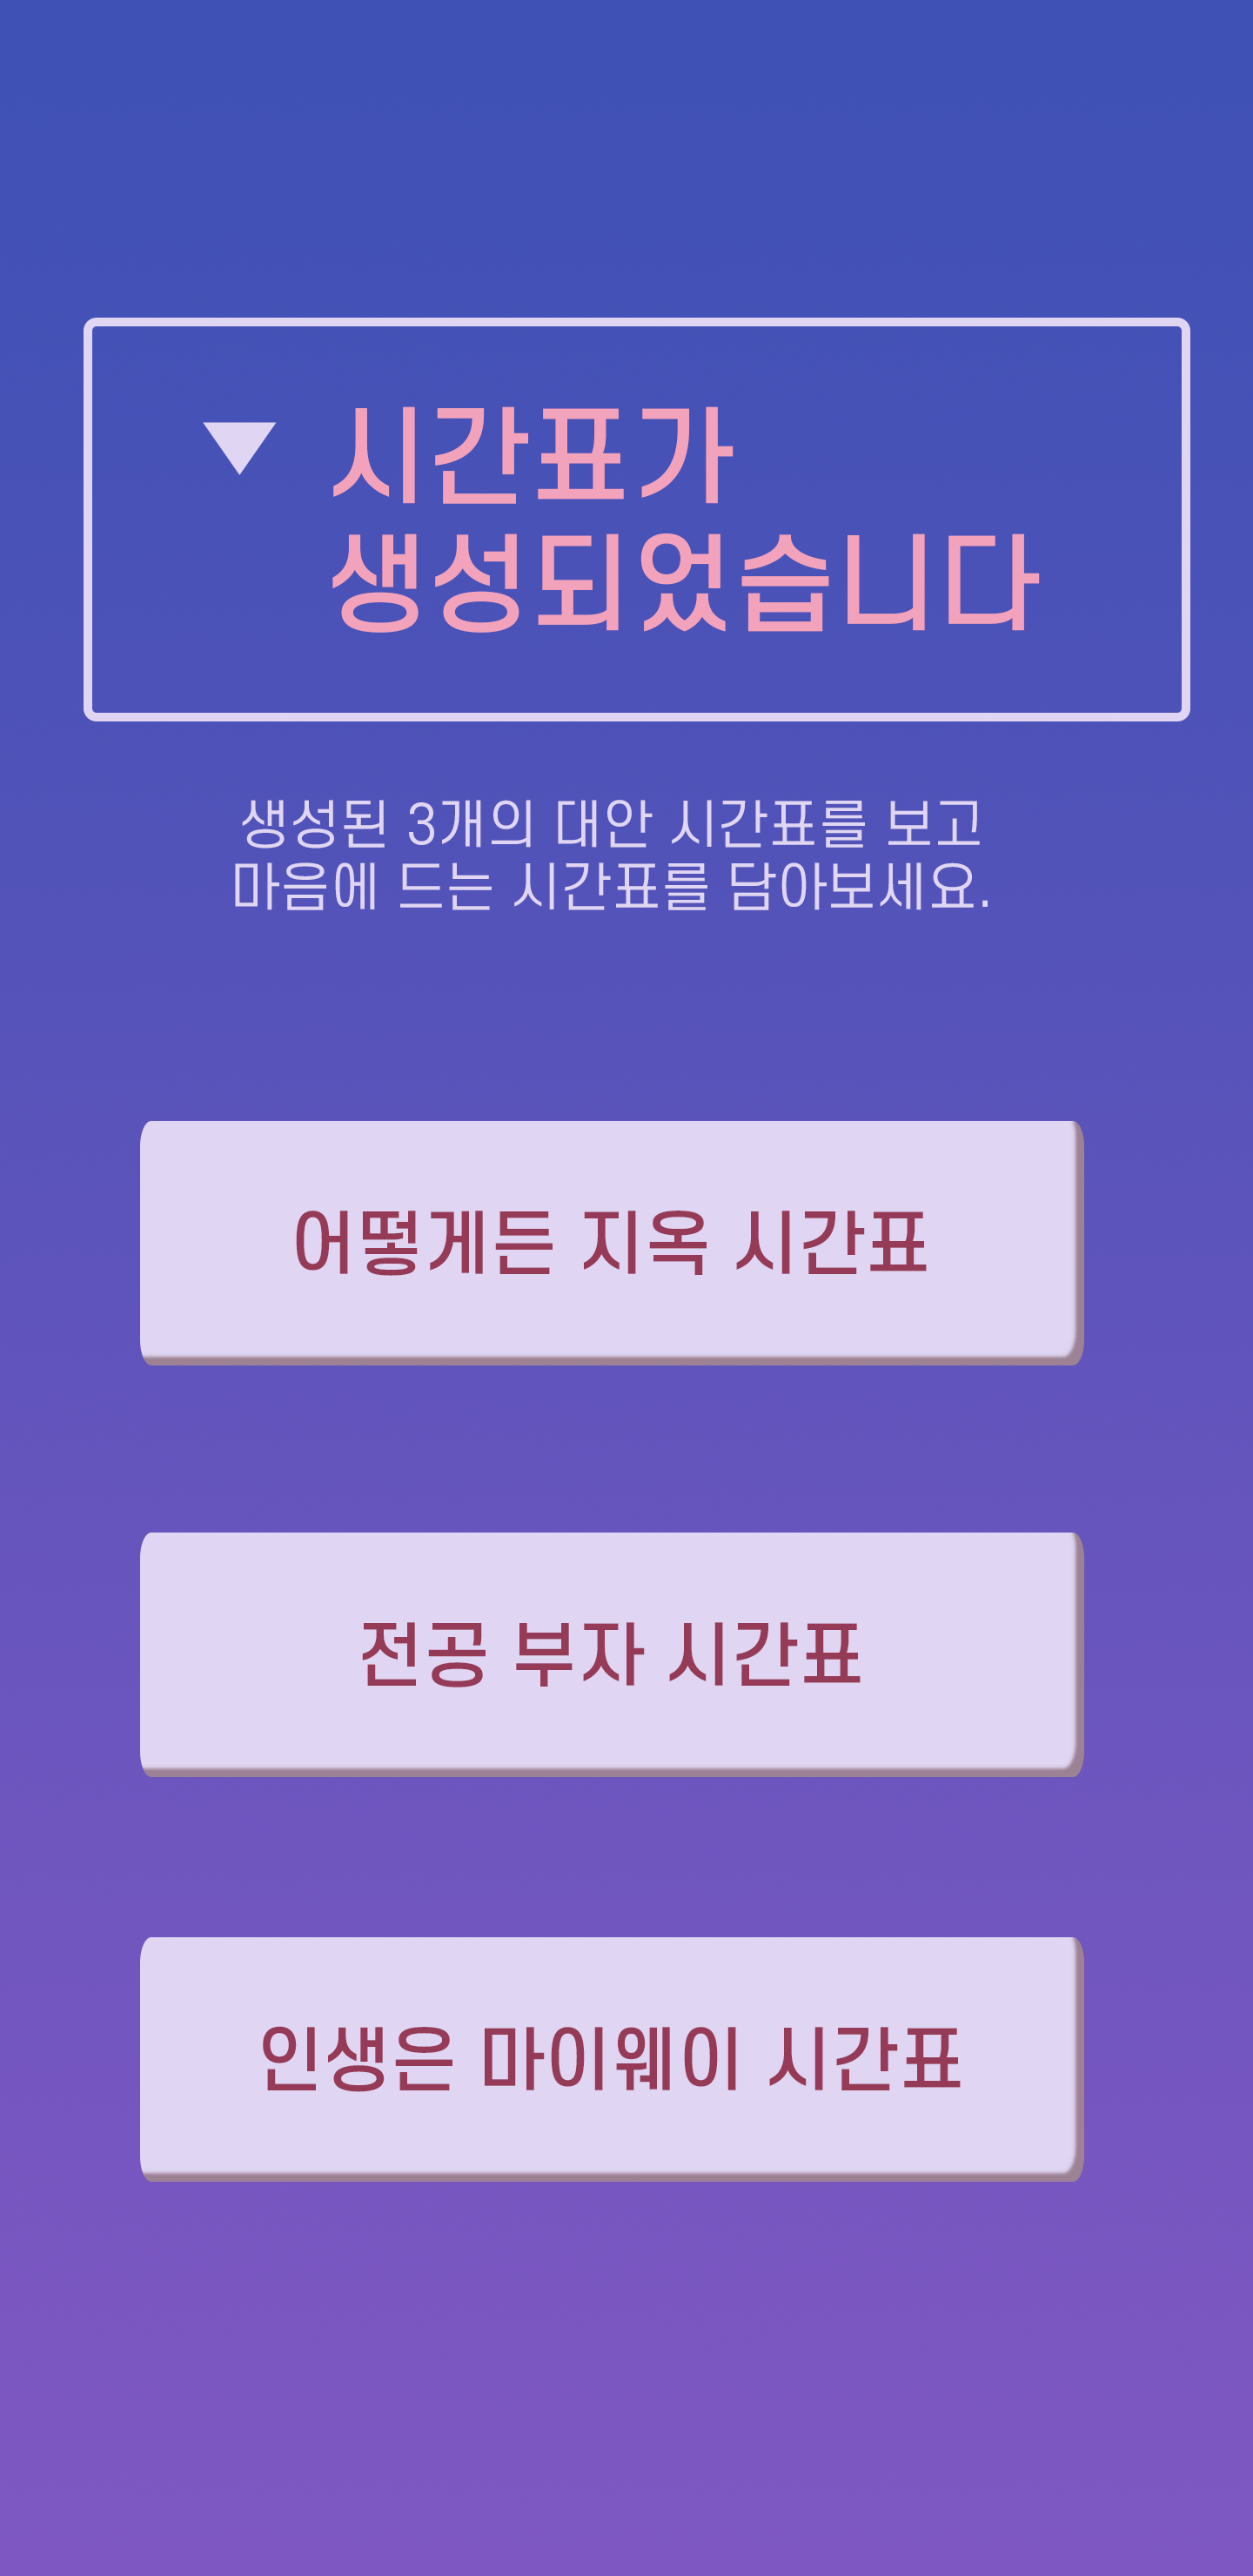 시간표가
생성되었습니다
생성된 3개의 대안 시간표를 보고
마음에 드는 시간표를 담아보세요.
어떻게든 지옥 시간표
전공 부자 시간표
인생은 마이웨이 시간표